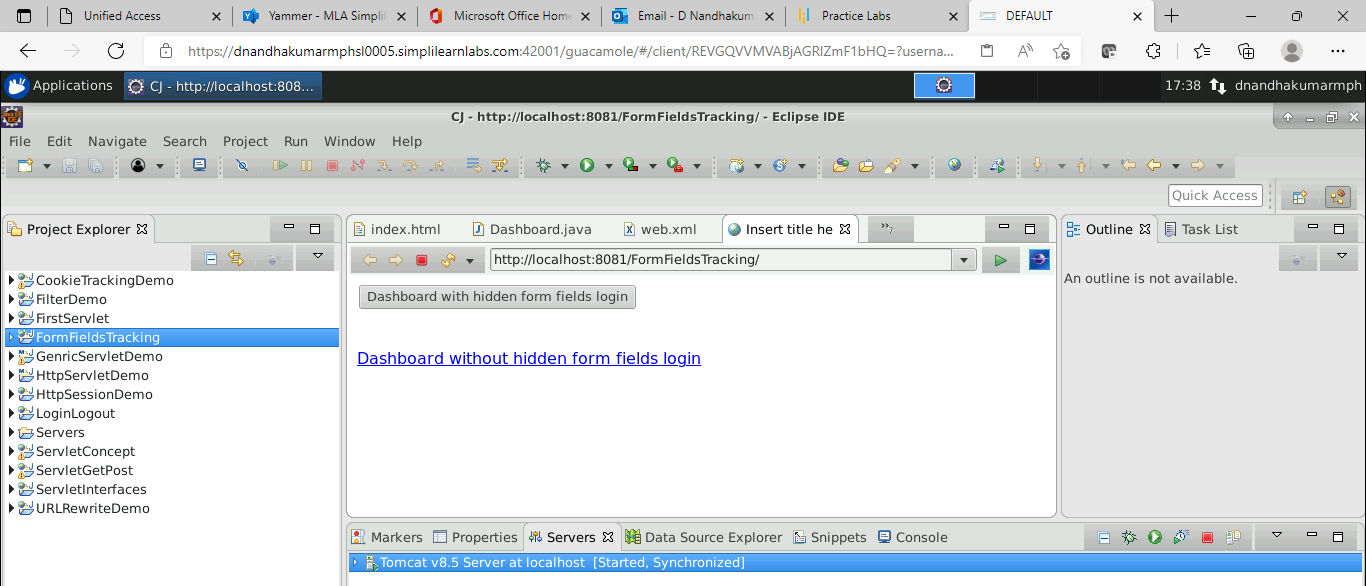 Unified Access
Yammer - MLA Simpli
Microsoft Office Hom
Email - D Nandhakum
Practice Labs
DEFAULT
https://dnandhakumarmphsl0005.simplilearnlabs.com:42001/guacamole/#/client/REVGQVVMVABjAGRlZmF1bHQ=?userna...
Applications
CJ - http://localhost:808...
17:38
dnandhakumarmph
CJ - http://localhost:8081/FormFieldsTracking/ - Eclipse IDE
File Edit Navigate Search Project Run Window Help
Quick Access
Project Explorer
index.html
Dashboard.java
web.xml
Insert title he
Outline
Task List
http://localhost:8081/FormFieldsTracking/
An outline is not available.
CookieTrackingDemo
FilterDemo
FirstServlet
FormFieldsTracking
GenricServletDemo
HttpServletDemo
HttpSessionDemo
LoginLogout
Servers
ServletConcept
ServletGetPost
ServletInterfaces
URLRewriteDemo
Dashboard with hidden form fields login
Dashboard without hidden form fields login
Markers
Properties
Servers
Data Source Explorer
Snippets
Console
Tomcat v8.5 Server at localhost [Started, Synchronized]